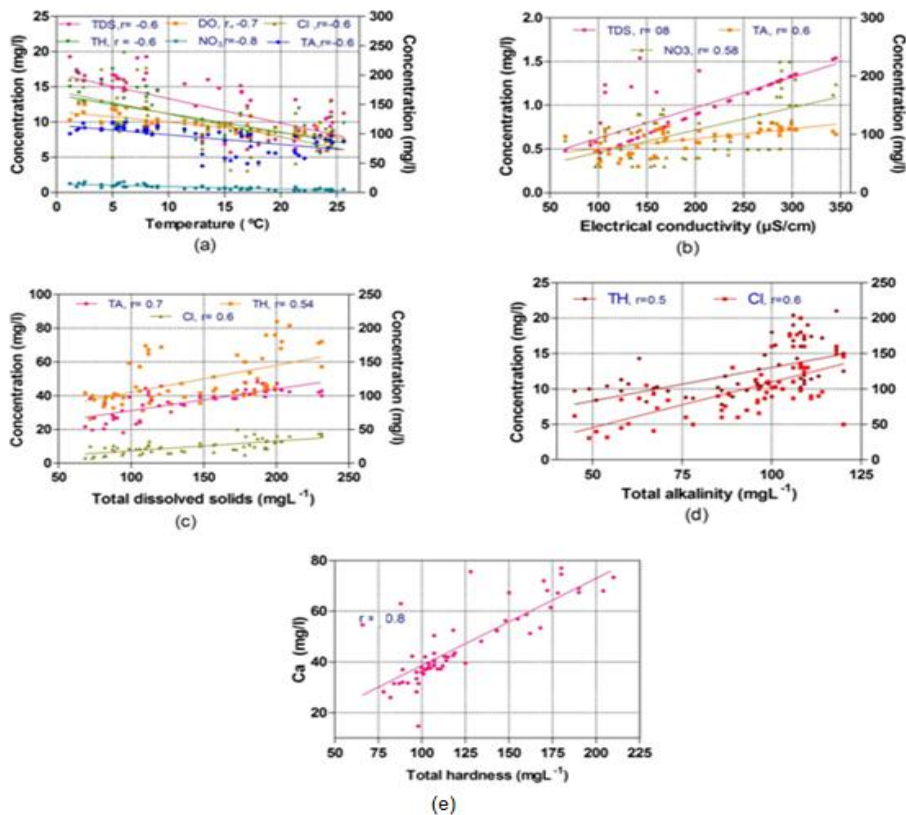 TDS,r= -0.6 DO, r, -0.7 Cl ,r=-0.6
TH, r = -0.6 NO3,r=-0.8 TA,r=-0.6
Concentration (mg/l)
25
20
15
10
5
0
300
250
200
150
100
50
0
Concentration (mg/l)
0 5 10 15 20 25
Temperature ( ºC)
(a)
TDS, r= 08 TA, r= 0.6
NO3, r= 0.58
Concentration (mg/l)
2.0
1.5
1.0
0.5
0.0
300
250
200
150
100
50
0
Concentration (mg/l)
50 100 150 200 250 300 350
Electrical conductivity (µS/cm)
(b)
TA, r= 0.7 TH, r= 0.54
Cl, r= 0.6
Concentration (mg/l)
100
80
60
40
20
0
250
200
150
100
50
0
Concentration (mg/l)
50 100 150 200 250
Total dissolved solids (mgL -1)
(c)
TH, r=0.5 Cl, r=0.6
Concentration (mg/l)
25
20
15
10
5
0
250
200
150
100
50
0
Concentration (mg/l)
50 75 100 125
Total alkalinity (mgL -1)
(d)
r = 0.8
Ca (mg/l)
80
60
40
20
50 75 100 125 150 175 200 225
Total hardness (mgL -1)
(e)